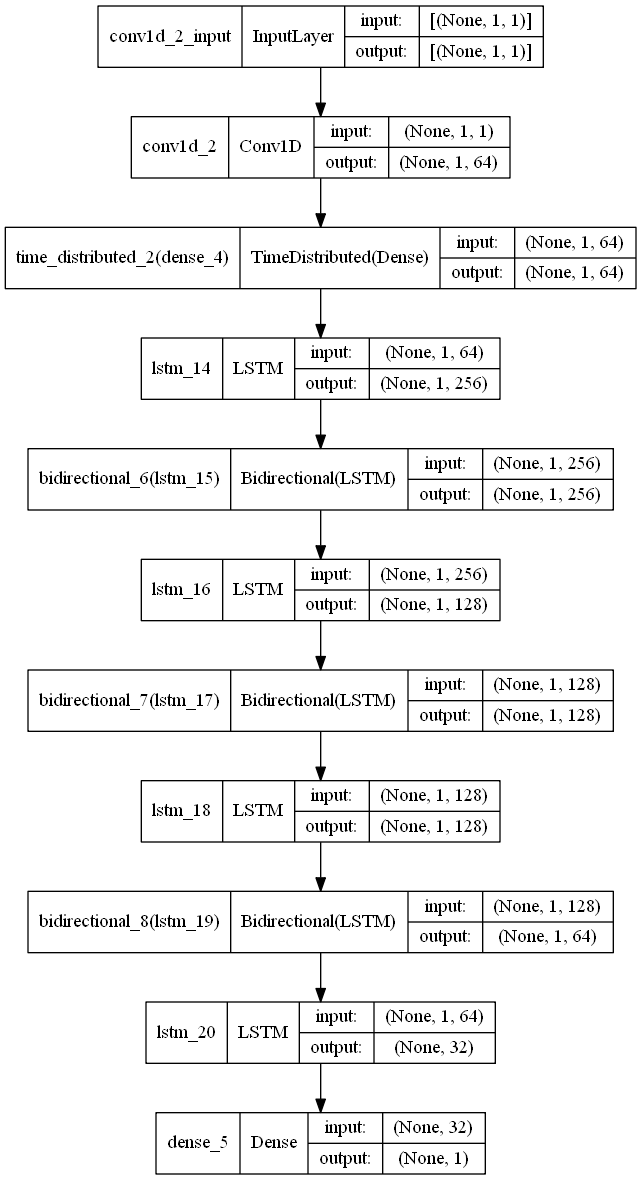 conv1d_2_input InputLayer input: [(None, 1, 1)]
output: [(None, 1, 1)]
conv1d_2 Conv1D input: (None, 1, 1)
output: (None, 1, 64)
time_distributed_2(dense_4) TimeDistributed(Dense) input: (None, 1, 64)
output: (None, 1, 64)
lstm_14 LSTM input: (None, 1, 64)
output: (None, 1, 256)
bidirectional_6(lstm_15) Bidirectional(LSTM) input: (None, 1, 256)
output: (None, 1, 256)
lstm_16 LSTM input: (None, 1, 256)
output: (None, 1, 128)
bidirectional_7(lstm_17) Bidirectional(LSTM) input: (None, 1, 128)
output: (None, 1, 128)
lstm_18 LSTM input: (None, 1, 128)
output: (None, 1, 128)
bidirectional_8(lstm_19) Bidirectional(LSTM) input: (None, 1, 128)
output: (None, 1, 64)
lstm_20 LSTM input: (None, 1, 64)
output: (None, 32)
dense_5 Dense input: (None, 32)
output: (None, 1)